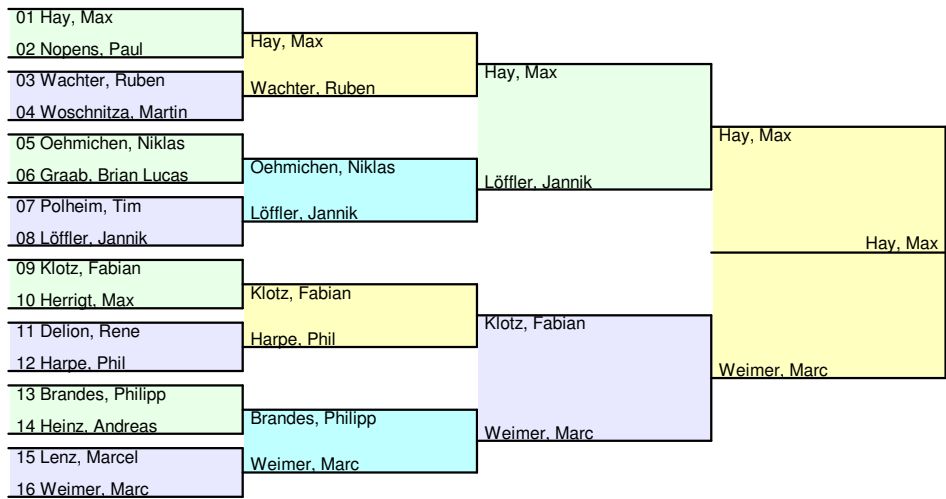 01 Hay, Max
02 Nopens, Paul
03 Wachter, Ruben
04 Woschnitza, Martin
05 Oehmichen, Niklas
06 Graab, Brian Lucas
07 Polheim, Tim
08 Löffler, Jannik
09 Klotz, Fabian
10 Herrigt, Max
11 Delion, Rene
12 Harpe, Phil
13 Brandes, Philipp
14 Heinz, Andreas
15 Lenz, Marcel
16 Weimer, Marc
Hay, Max
Wachter, Ruben
Oehmichen, Niklas
Löffler, Jannik
Klotz, Fabian
Harpe, Phil
Brandes, Philipp
Weimer, Marc
Hay, Max
Löffler, Jannik
Klotz, Fabian
Weimer, Marc
Hay, Max
Weimer, Marc
Hay, Max